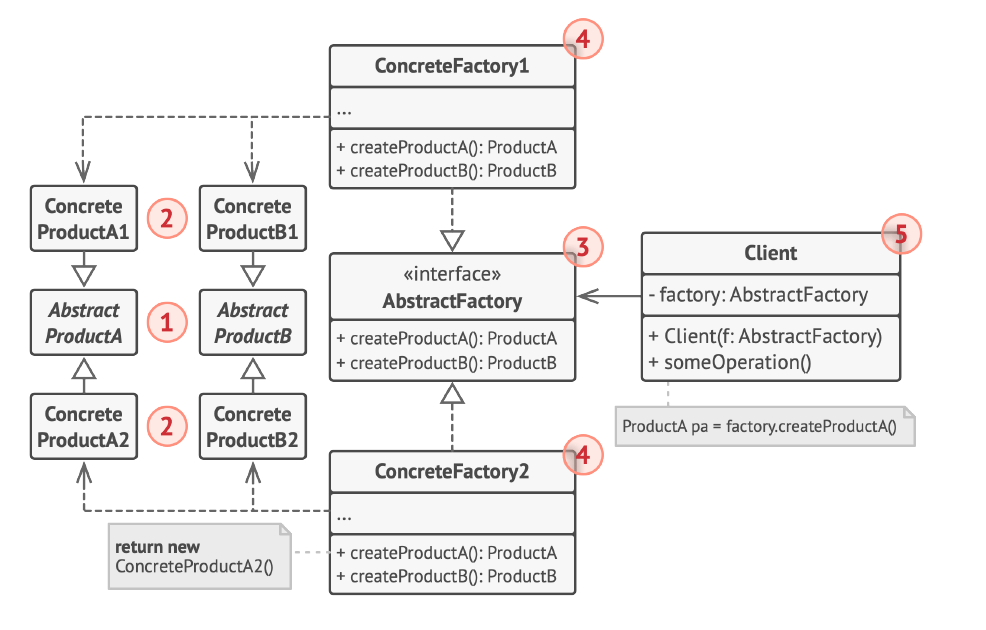 4
ConcreteFactory1
...
+ createProductA(): ProductA
+ createProductB(): ProductB
Concrete
ProductA1
2
Concrete
ProductB1
Abstract
ProductA
1
Abstract
ProductB
Concrete
ProductA2
2
Concrete
ProductB2
3
«interface»
AbstractFactory
+ createProductA(): ProductA
+ createProductB(): ProductB
5
Client
- factory: AbstractFactory
+ Client(f: AbstractFactory)
+ someOperation()
ProductA pa = factory.createProductA()
4
ConcreteFactory2
...
+ createProductA(): ProductA
+ createProductB(): ProductB
return new
ConcreteProductA2()